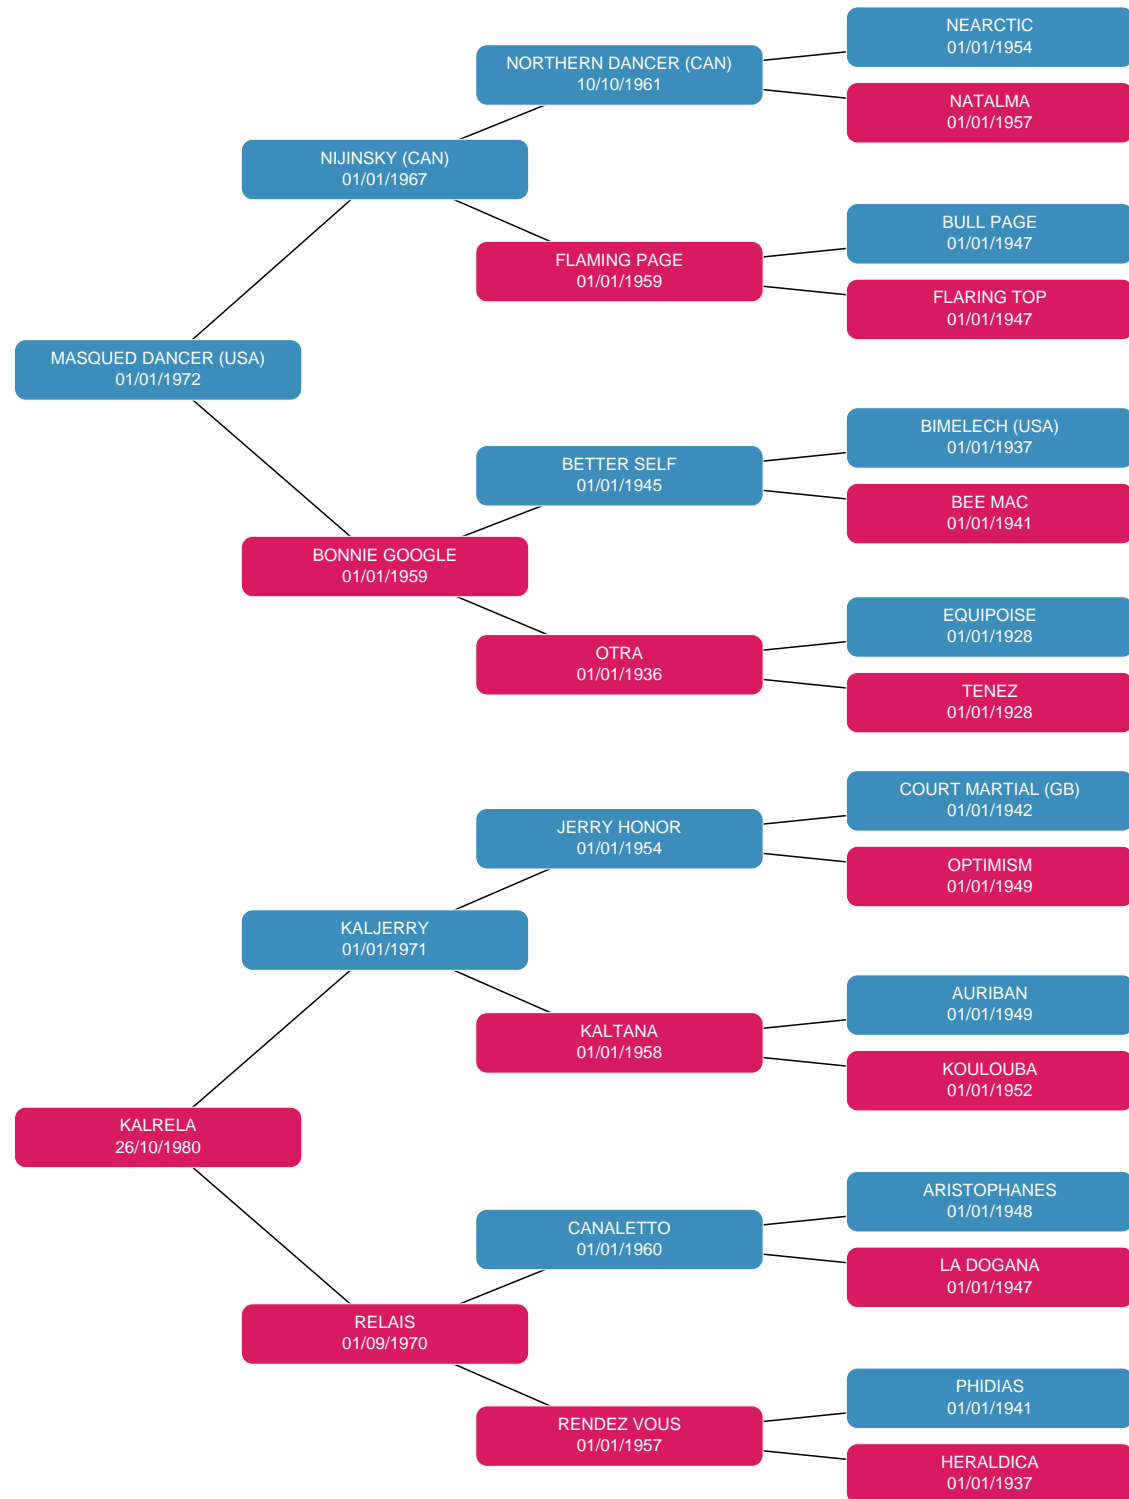 NEARCTIC
01/01/1954
NORTHERN DANCER (CAN)
10/10/1961
NATALMA
01/01/1957
NIJINSKY (CAN)
01/01/1967
BULL PAGE
01/01/1947
FLAMING PAGE
01/01/1959
FLARING TOP
01/01/1947
MASQUED DANCER (USA)
01/01/1972
BIMELECH (USA)
01/01/1937
BETTER SELF
01/01/1945
BEE MAC
01/01/1941
BONNIE GOOGLE
01/01/1959
EQUIPOISE
01/01/1928
OTRA
01/01/1936
TENEZ
01/01/1928
COURT MARTIAL (GB)
01/01/1942
JERRY HONOR
01/01/1954
OPTIMISM
01/01/1949
KALJERRY
01/01/1971
AURIBAN
01/01/1949
KALTANA
01/01/1958
KOULOUBA
01/01/1952
KALRELA
26/10/1980
ARISTOPHANES
01/01/1948
CANALETTO
01/01/1960
LA DOGANA
01/01/1947
RELAIS
01/09/1970
PHIDIAS
01/01/1941
RENDEZ VOUS
01/01/1957
HERALDICA
01/01/1937